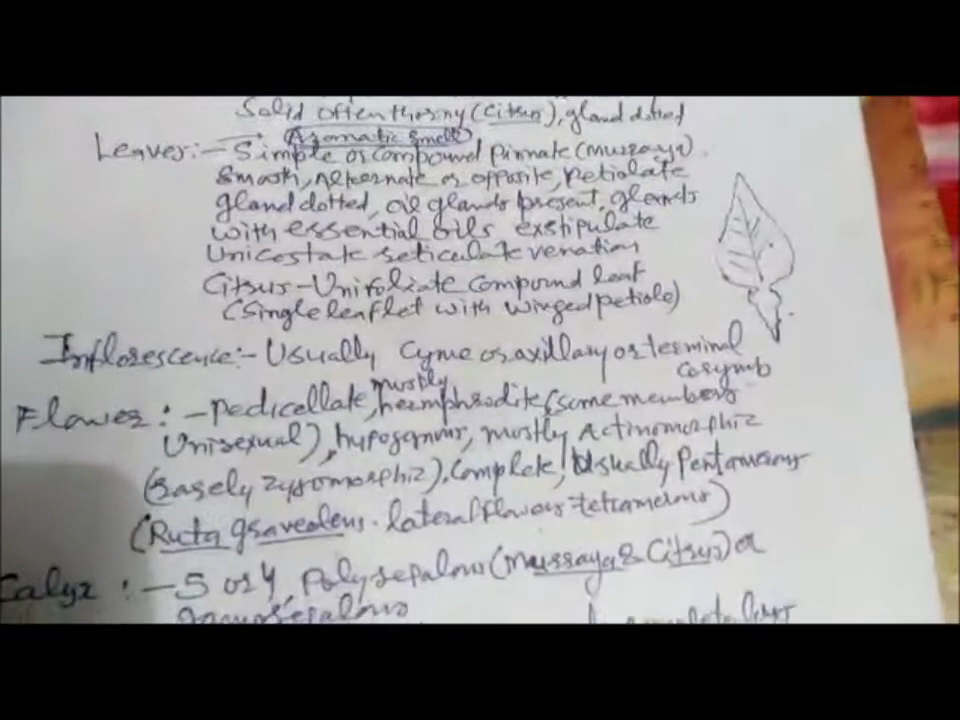 Solid often thorny (Citrus), gland dotted
Aromatic smell
Leaves:- Simple or compound pinnate (Murraya)
Smooth, Alternate or opposite, petiolate
gland dotted, oil glands present, glands
with essential oils exstipulate
Unicostate reticulate venation
Citrus - Unifoliate compound leaf
(Single leaflet with winged petiole)
Inflorescence:- Usually Cyme or axillary or terminal
corymb
mostly
Flower:- pedicellate, hermphrodite (some members
Unisexual), hypogynous, mostly Actinomorphic
(rarely zygomorphic), Complete, Usually Pentamerous
(Ruta graveolens. lateral flowers tetramerous)
Calyx:- 5 or 4, Polysepalous (Murraya & Citrus) or
gamosepalous